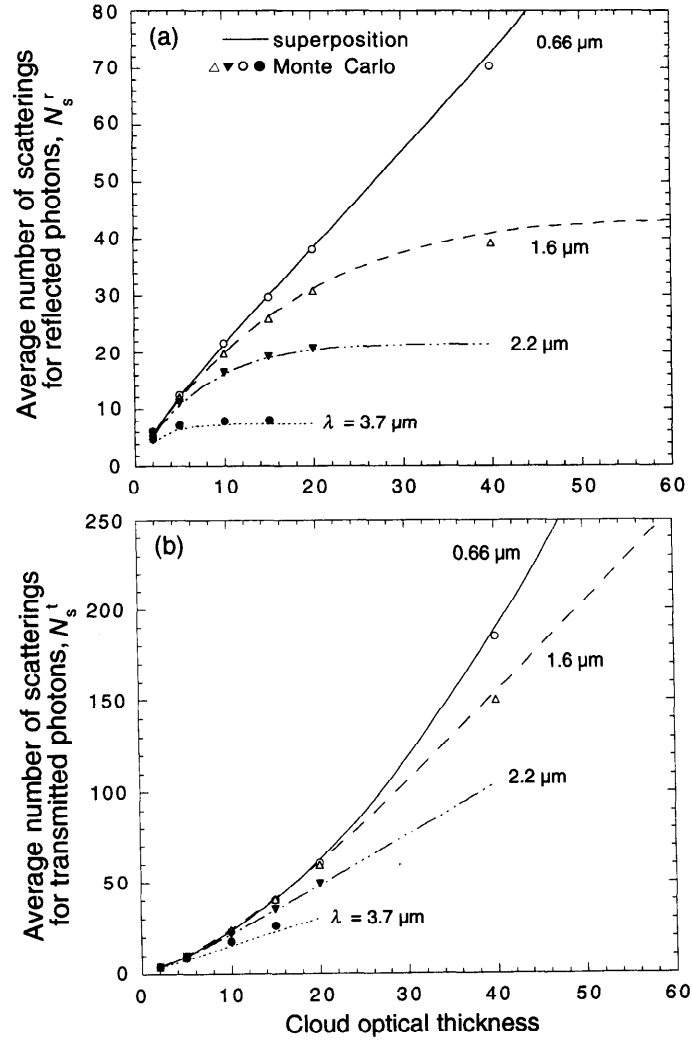 (a)
superposition
Monte Carlo
0.66 µm
1.6 µm
2.2 µm
λ = 3.7 µm
80
70
60
50
40
30
20
10
0
Average number of scatterings
for reflected photons, N_s^r
0 10 20 30 40 50 60
(b)
0.66 µm
1.6 µm
2.2 µm
λ = 3.7 µm
250
200
150
100
50
0
Average number of scatterings
for transmitted photons, N_s^t
0 10 20 30 40 50 60
Cloud optical thickness